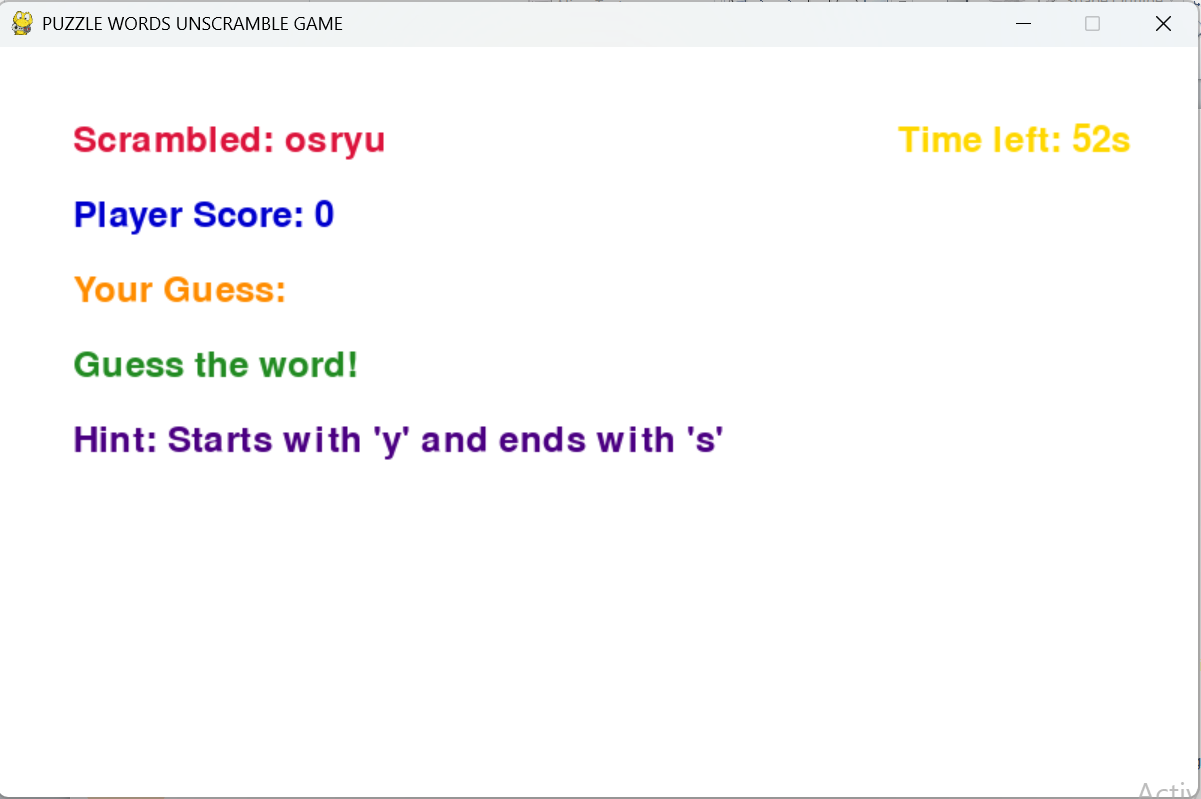 PUZZLE WORDS UNSCRAMBLE GAME
Scrambled: osryu
Time left: 52s
Player Score: 0
Your Guess:
Guess the word!
Hint: Starts with 'y' and ends with 's'